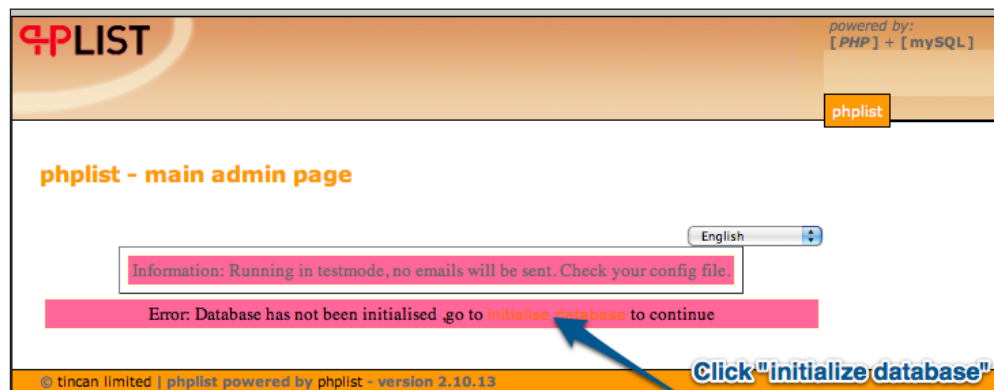 PHPLIST
powered by:
[PHP] + [mySQL]
phplist
phplist - main admin page
English
Information: Running in testmode, no emails will be sent. Check your config file.
Error: Database has not been initialised ,go to initialise database to continue
Click "initialize database"
© tincan limited | phplist powered by phplist - version 2.10.13